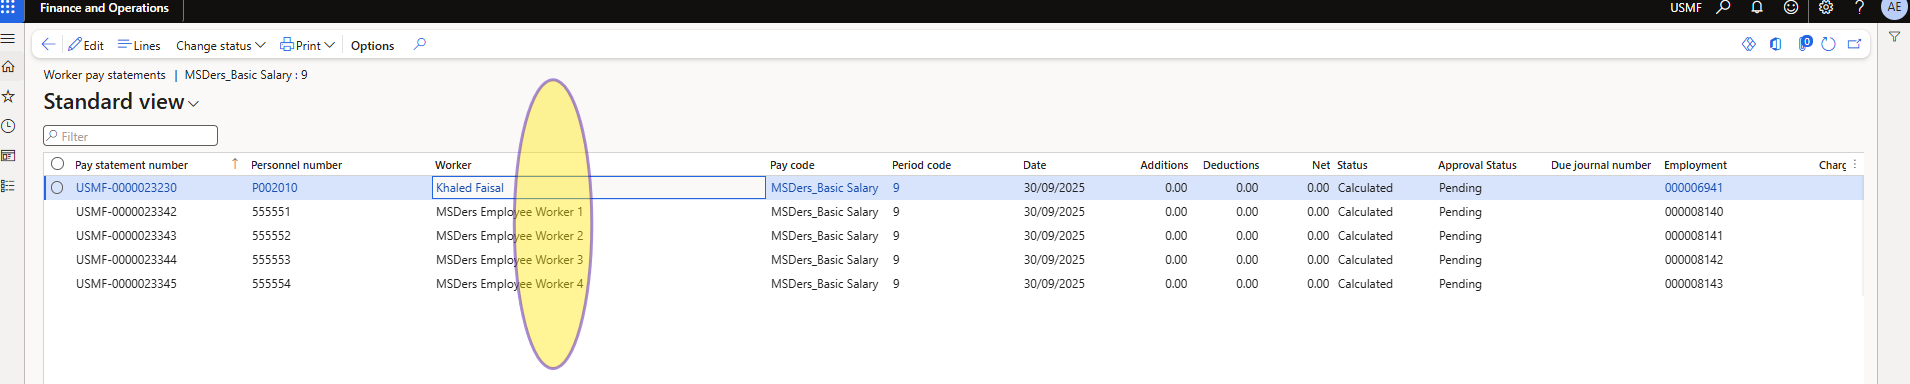 Finance and Operations USMF ? AE
Edit Lines Change status Print Options 0
Worker pay statements | MSDers_Basic Salary : 9
Standard view
Filter
Pay statement number ↑ Personnel number Worker Pay code Period code Date Additions Deductions Net Status Approval Status Due journal number Employment Charg
USMF-0000023230 P002010 Khaled Faisal MSDers_Basic Salary 9 30/09/2025 0.00 0.00 0.00 Calculated Pending 000006941
USMF-0000023342 555551 MSDers Employee Worker 1 MSDers_Basic Salary 9 30/09/2025 0.00 0.00 0.00 Calculated Pending 000008140
USMF-0000023343 555552 MSDers Employee Worker 2 MSDers_Basic Salary 9 30/09/2025 0.00 0.00 0.00 Calculated Pending 000008141
USMF-0000023344 555553 MSDers Employee Worker 3 MSDers_Basic Salary 9 30/09/2025 0.00 0.00 0.00 Calculated Pending 000008142
USMF-0000023345 555554 MSDers Employee Worker 4 MSDers_Basic Salary 9 30/09/2025 0.00 0.00 0.00 Calculated Pending 000008143